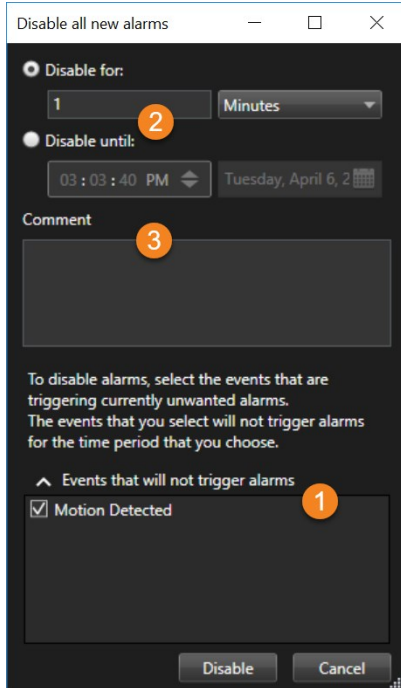 Disable all new alarms
Disable for:
1 Minutes
2
Disable until:
03 : 03 : 40 PM Tuesday, April 6, 2
Comment
3
To disable alarms, select the events that are
triggering currently unwanted alarms.
The events that you select will not trigger alarms
for the time period that you choose.
Events that will not trigger alarms
1
Motion Detected
Disable Cancel